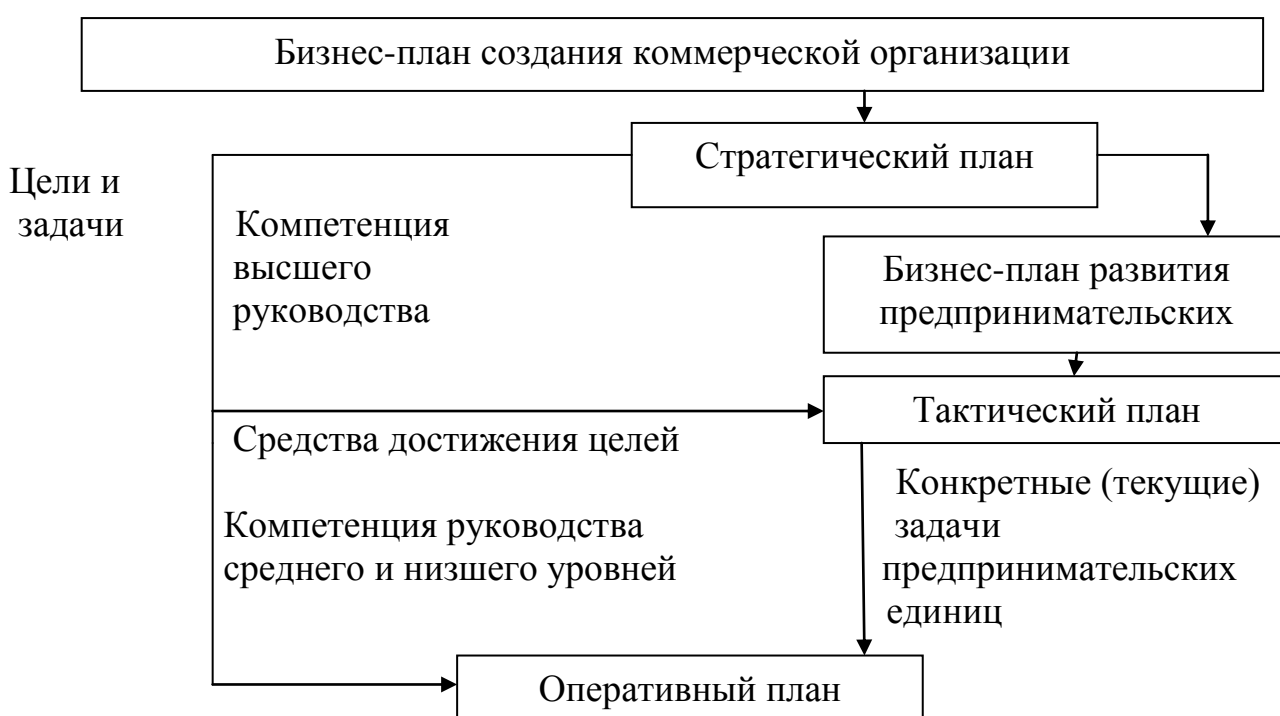 Бизнес-план создания коммерческой организации
Стратегический план
Цели и
задачи
Компетенция
высшего
руководства
Бизнес-план развития
предпринимательских
Тактический план
Средства достижения целей
Конкретные (текущие)
задачи
предпринимательских
единиц
Компетенция руководства
среднего и низшего уровней
Оперативный план